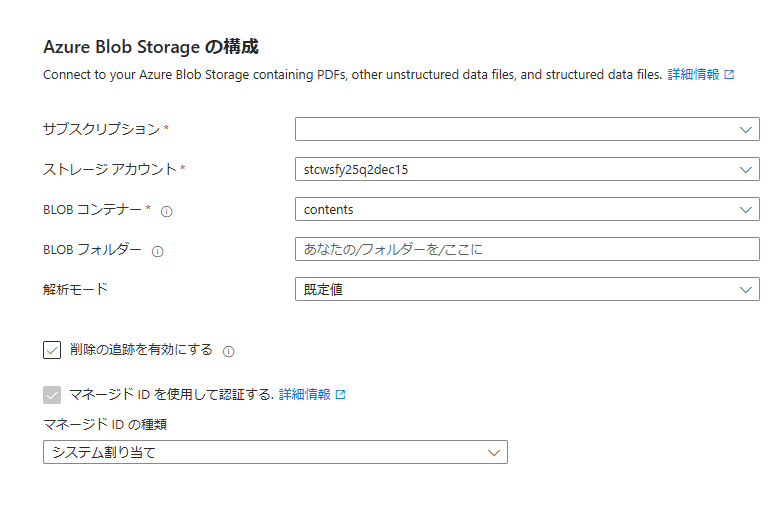 Azure Blob Storage の構成
Connect to your Azure Blob Storage containing PDFs, other unstructured data files, and structured data files. 詳細情報
サブスクリプション *
ストレージ アカウント * stcwsfy25q2dec15
BLOB コンテナー * contents
BLOB フォルダー あなたの/フォルダーを/ここに
解析モード 既定値
削除の追跡を有効にする
マネージド ID を使用して認証する. 詳細情報
マネージド ID の種類
システム割り当て